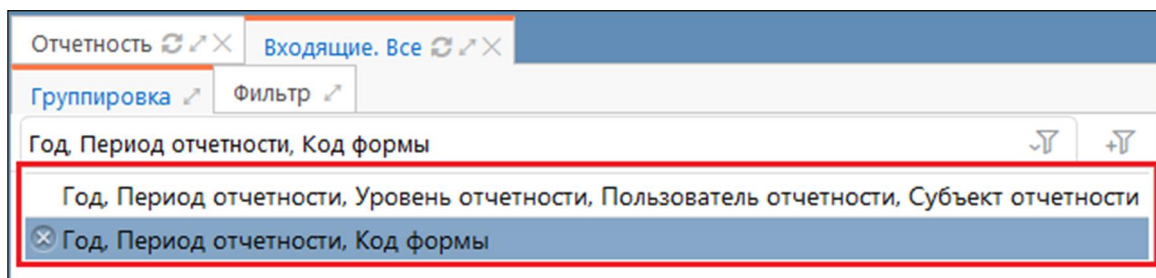 Отчетность
Входящие. Все
Группировка
Фильтр
Год, Период отчетности, Код формы
Год, Период отчетности, Уровень отчетности, Пользователь отчетности, Субъект отчетности
Год, Период отчетности, Код формы